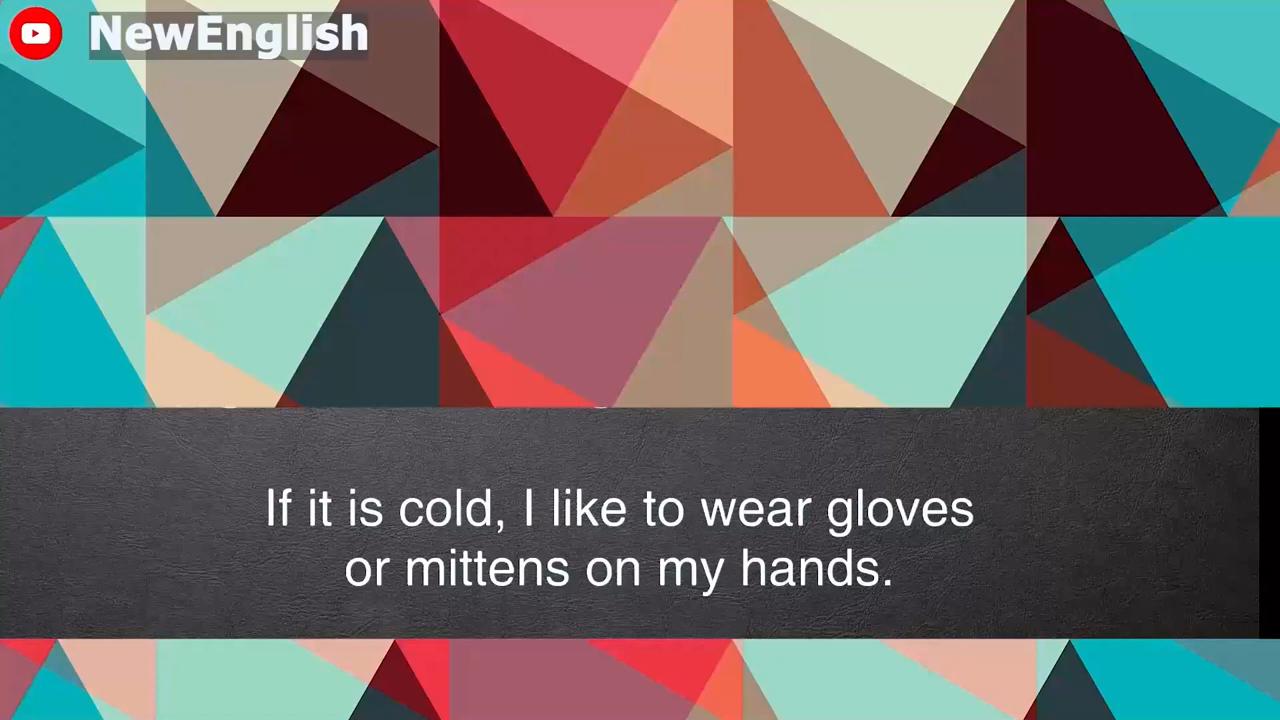 NewEnglish
If it is cold, I like to wear gloves
or mittens on my hands.